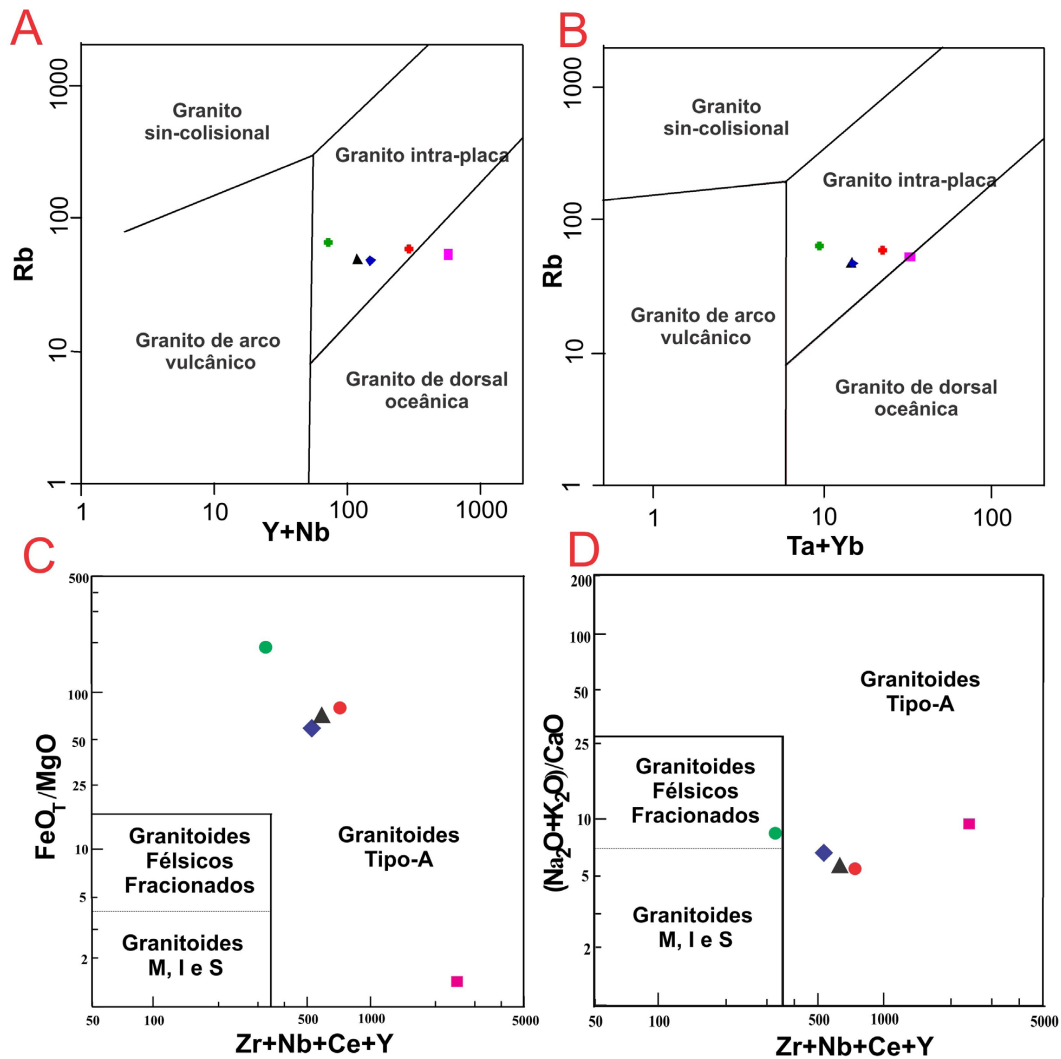 A
1000
100
10
1
Rb
Granito
sin-colisional
Granito intra-placa
Granito de arco
vulcânico
Granito de dorsal
oceânica
1
10
100
1000
Y+Nb
B
1000
100
10
1
Rb
Granito
sin-colisional
Granito intra-placa
Granito de arco
vulcânico
Granito de dorsal
oceânica
1
10
100
Ta+Yb
C
500
100
50
25
10
5
2
FeOT/MgO
Granitoides
Félsicos
Fracionados
Granitoides
Tipo-A
Granitoides
M, I e S
50
100
500
1000
5000
Zr+Nb+Ce+Y
D
200
100
50
25
10
5
2
(Na2O+K2O)/CaO
Granitoides
Tipo-A
Granitoides
Félsicos
Fracionados
Granitoides
M, I e S
50
100
500
1000
5000
Zr+Nb+Ce+Y